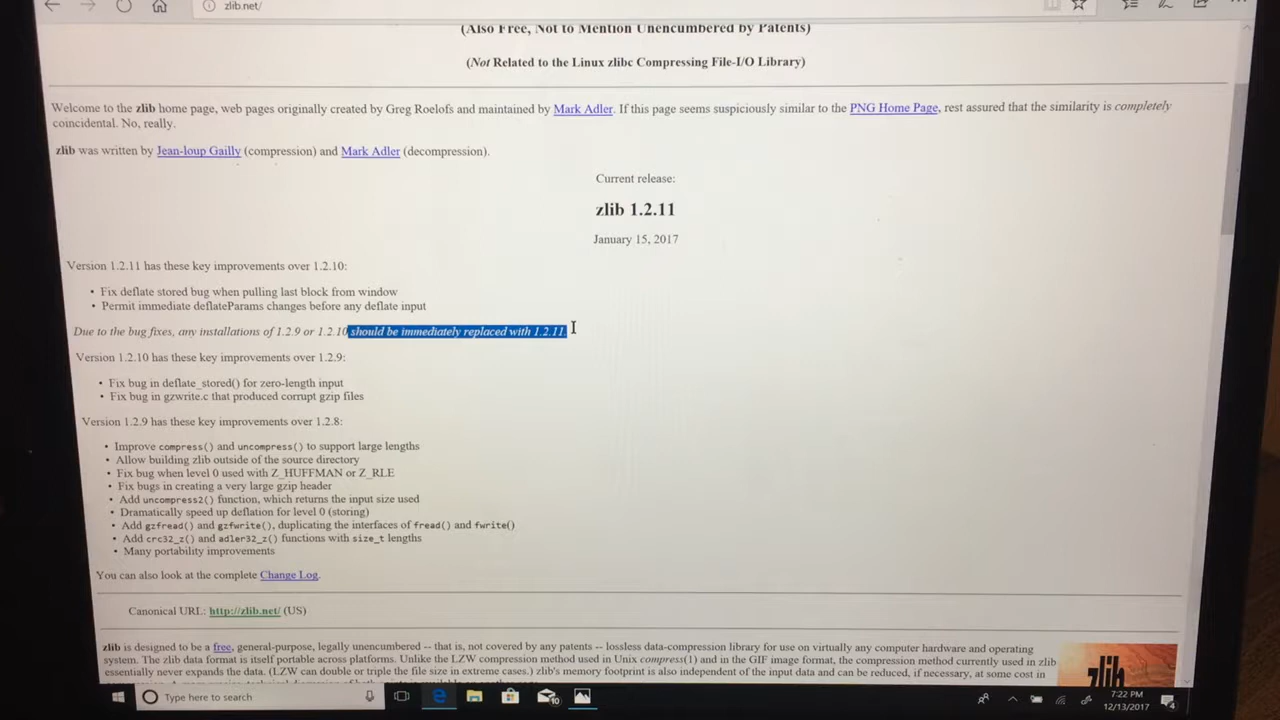 zlib.net/
(Also Free, Not to Mention Unencumbered by Patents)
(Not Related to the Linux zlibc Compressing File-I/O Library)
Welcome to the zlib home page, web pages originally created by Greg Roelofs and maintained by Mark Adler. If this page seems suspiciously similar to the PNG Home Page, rest assured that the similarity is completely
coincidental. No, really.
zlib was written by Jean-loup Gailly (compression) and Mark Adler (decompression).
Current release:
zlib 1.2.11
January 15, 2017
Version 1.2.11 has these key improvements over 1.2.10:
• Fix deflate stored bug when pulling last block from window
• Permit immediate deflateParams changes before any deflate input
Due to the bug fixes, any installations of 1.2.9 or 1.2.10 should be immediately replaced with 1.2.11.
Version 1.2.10 has these key improvements over 1.2.9:
• Fix bug in deflate_stored() for zero-length input
• Fix bug in gzwrite.c that produced corrupt gzip files
Version 1.2.9 has these key improvements over 1.2.8:
• Improve compress() and uncompress() to support large lengths
• Allow building zlib outside of the source directory
• Fix bug when level 0 used with Z_HUFFMAN or Z_RLE
• Fix bugs in creating a very large gzip header
• Add uncompress2() function, which returns the input size used
• Dramatically speed up deflation for level 0 (storing)
• Add gzfread() and gzfwrite(), duplicating the interfaces of fread() and fwrite()
• Add crc32_z() and adler32_z() functions with size_t lengths
• Many portability improvements
You can also look at the complete Change Log.
Canonical URL: http://zlib.net/ (US)
zlib is designed to be a free, general-purpose, legally unencumbered -- that is, not covered by any patents -- lossless data-compression library for use on virtually any computer hardware and operating
system. The zlib data format is itself portable across platforms. Unlike the LZW compression method used in Unix compress(1) and in the GIF image format, the compression method currently used in zlib
essentially never expands the data. (LZW can double or triple the file size in extreme cases.) zlib's memory footprint is also independent of the input data and can be reduced, if necessary, at some cost in
zlib
Type here to search
10
7:22 PM
12/13/2017
4